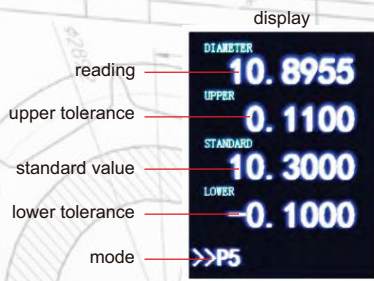 display
DIAMETER
reading
10.8955
UPPER
upper tolerance
0.1100
STANDARD
standard value
10.3000
LOWER
lower tolerance
-0.1000
mode
>>P5